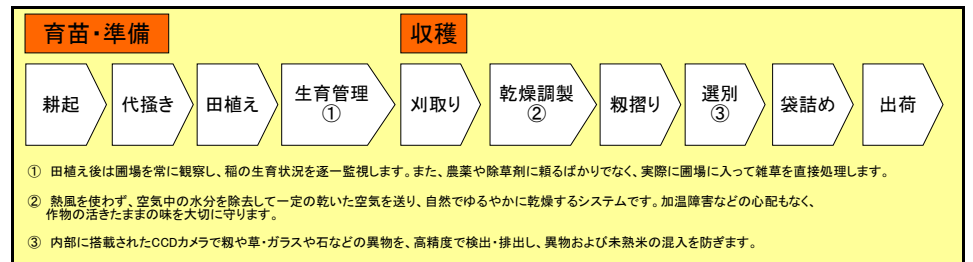 育苗・準備
収穫
耕起
代掻き
田植え
生育管理
①
刈取り
乾燥調製
②
籾摺り
選別
③
袋詰め
出荷
① 田植え後は圃場を常に観察し、稲の生育状況を逐一監視します。また、農薬や除草剤に頼るばかりでなく、実際に圃場に入って雑草を直接処理します。
② 熱風を使わず、空気中の水分を除去して一定の乾いた空気を送り、自然でゆるやかに乾燥するシステムです。加温障害などの心配もなく、
作物の活きたままの味を大切に守ります。
③ 内部に搭載されたCCDカメラで籾や草・ガラスや石などの異物を、高精度で検出・排出し、異物および未熟米の混入を防ぎます。